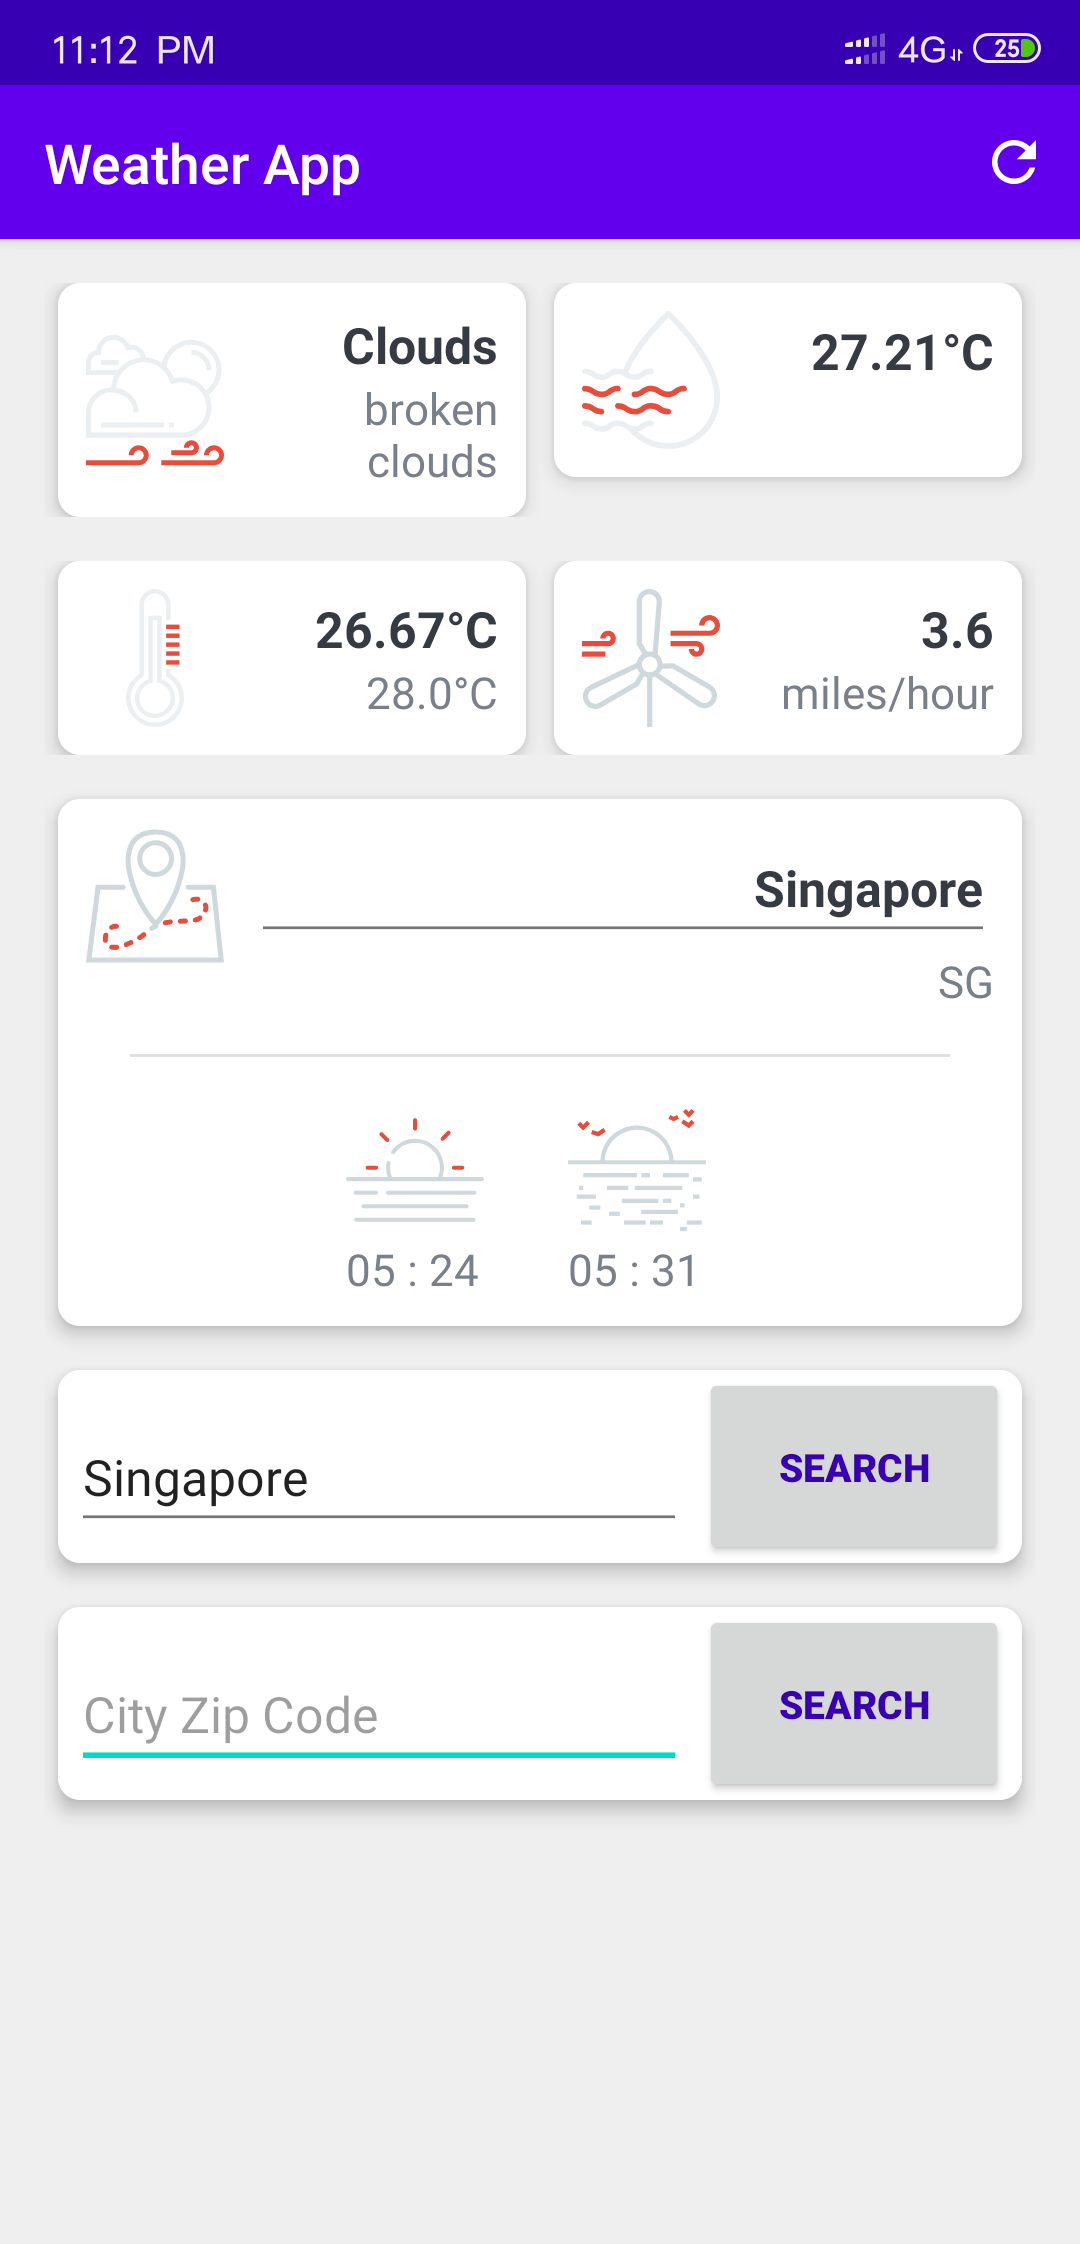 11:12 PM
4G
25
Weather App
Clouds
broken
clouds
27.21°C
26.67°C
28.0°C
3.6
miles/hour
Singapore
SG
05 : 24
05 : 31
Singapore
SEARCH
City Zip Code
SEARCH